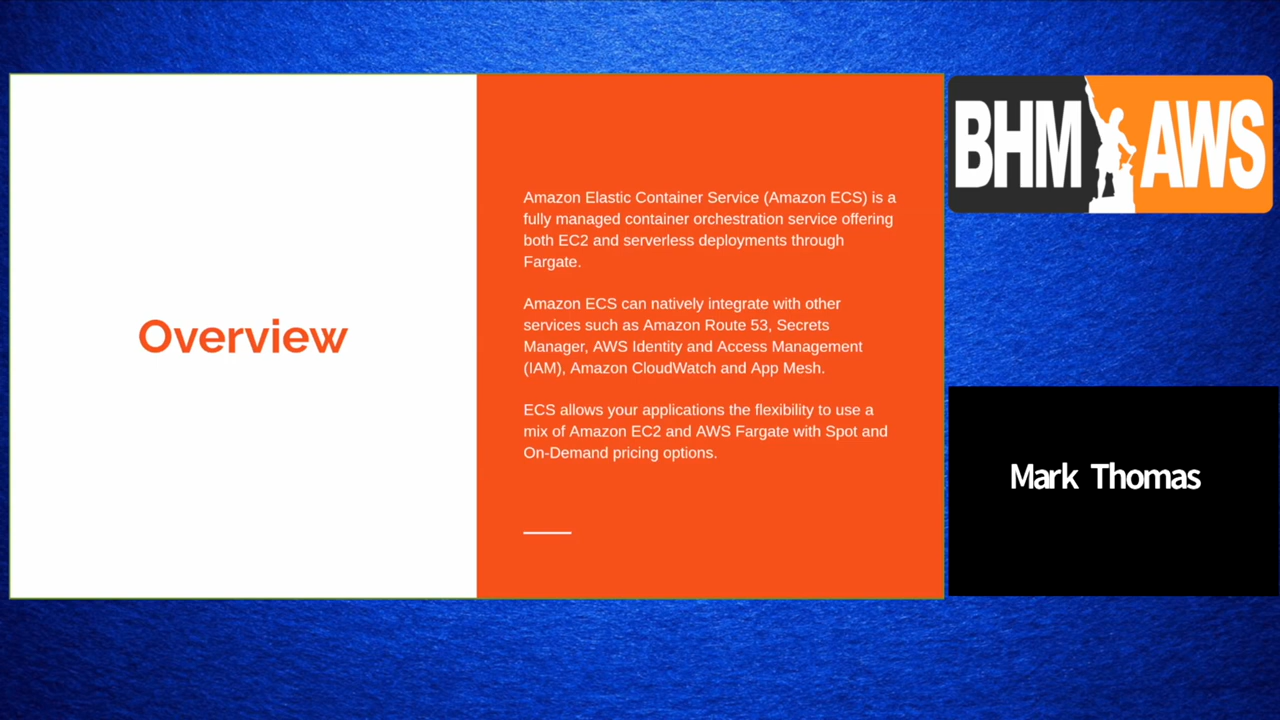 Overview
Amazon Elastic Container Service (Amazon ECS) is a
fully managed container orchestration service offering
both EC2 and serverless deployments through
Fargate.
Amazon ECS can natively integrate with other
services such as Amazon Route 53, Secrets
Manager, AWS Identity and Access Management
(IAM), Amazon CloudWatch and App Mesh.
ECS allows your applications the flexibility to use a
mix of Amazon EC2 and AWS Fargate with Spot and
On-Demand pricing options.
BHM AWS
Mark Thomas